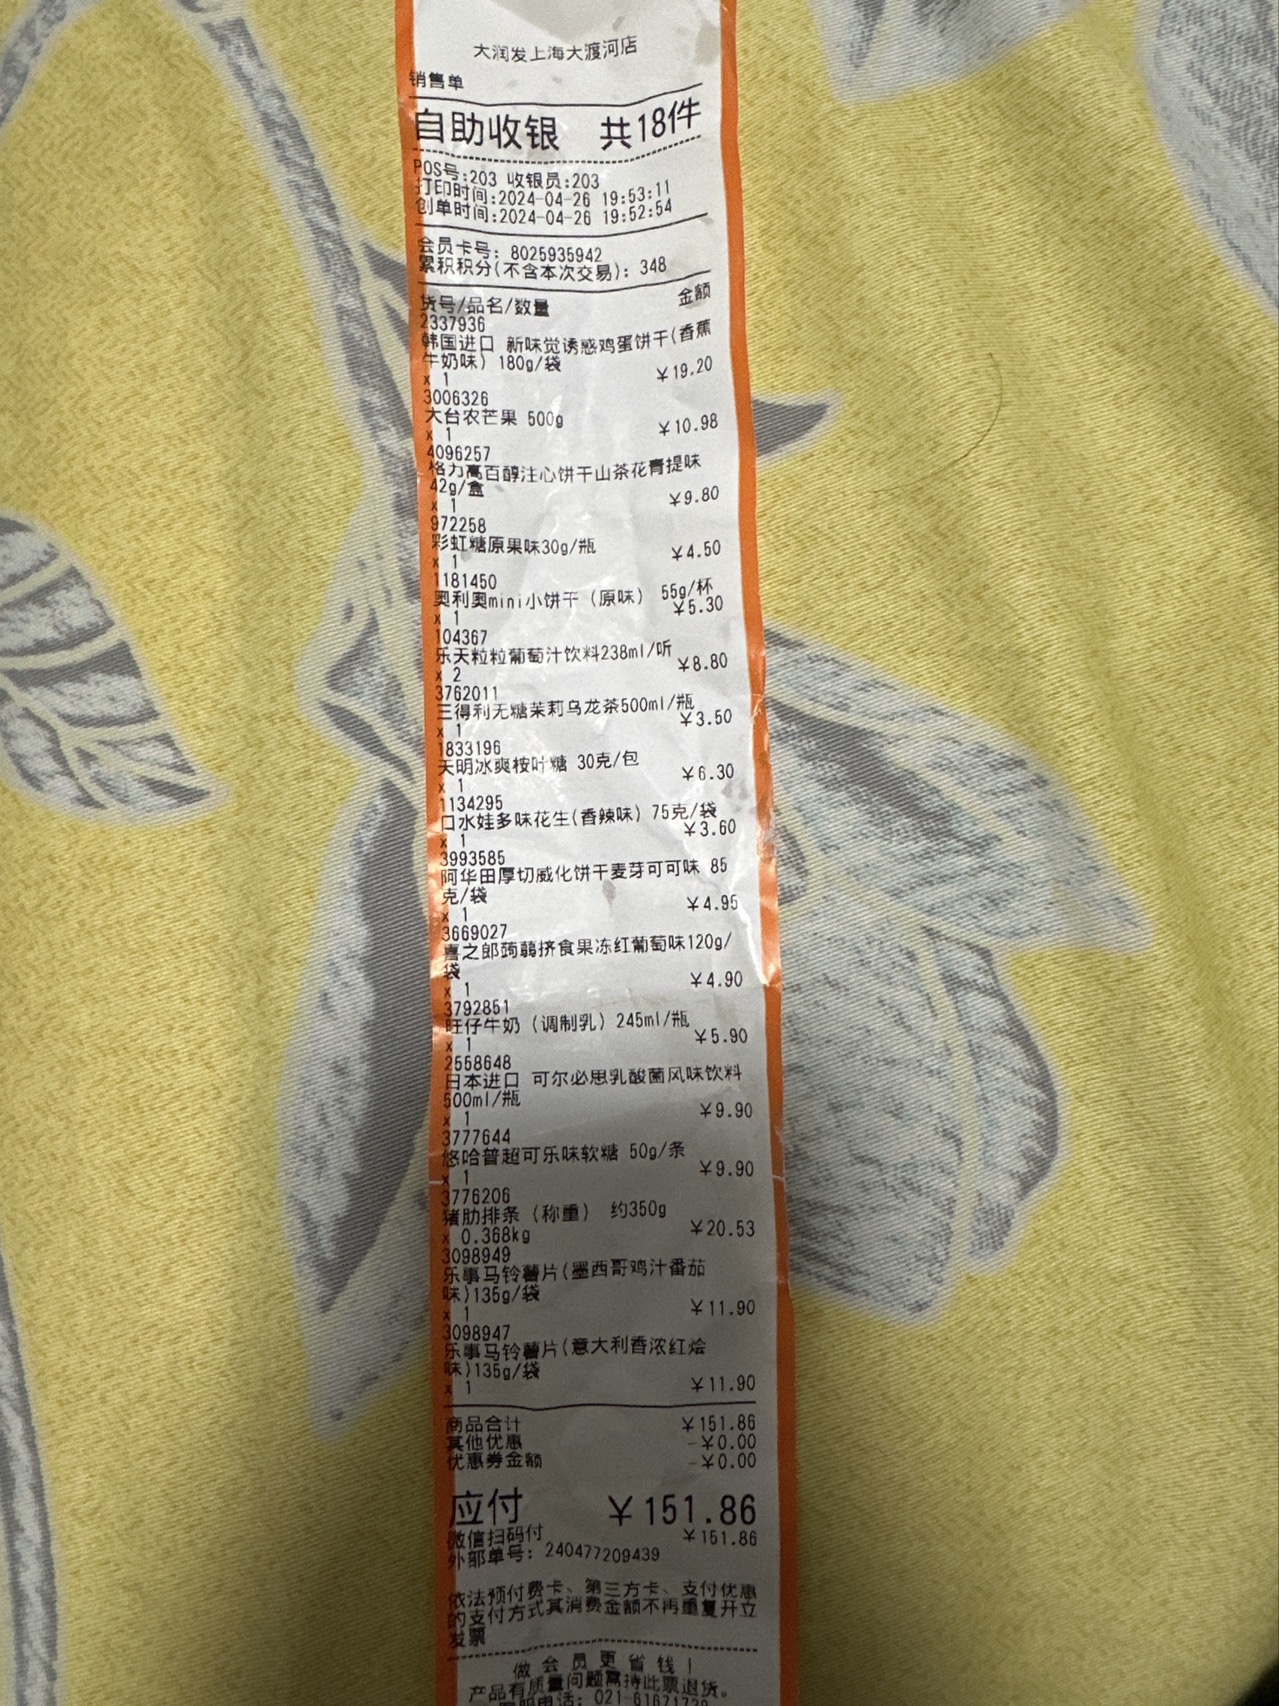 大润发上海大渡河店
销售单
自助收银 共18件
POS号:203 收银员:203
打印时间:2024-04-26 19:53:11
创单时间:2024-04-26 19:52:54
会员卡号: 8025935942
累积积分(不含本次交易): 348
货号/品名/数量 金额
2337936
韩国进口 新味觉诱惑鸡蛋饼干(香蕉
牛奶味) 180g/袋
x 1 ￥19.20
3006326
大台农芒果 500g
x 1 ￥10.98
4096257
格力高百醇注心饼干山茶花青提味
42g/盒
x 1 ￥9.80
972258
彩虹糖原果味30g/瓶
x 1 ￥4.50
1181450
奥利奥mini小饼干（原味） 55g/杯
x 1 ￥5.30
104367
乐天粒粒葡萄汁饮料238ml/听
x 2 ￥8.80
3762011
三得利无糖茉莉乌龙茶500ml/瓶
x 1 ￥3.50
1833196
天明冰爽桉叶糖 30克/包
x 1 ￥6.30
1134295
口水娃多味花生(香辣味) 75克/袋
x 1 ￥3.60
3993585
阿华田厚切威化饼干麦芽可可味 85
克/袋
x 1 ￥4.95
3669027
喜之郎蒟蒻挤食果冻红葡萄味120g/
袋
x 1 ￥4.90
3792851
旺仔牛奶（调制乳）245ml/瓶
x 1 ￥5.90
2558648
日本进口 可尔必思乳酸菌风味饮料
500ml/瓶
x 1 ￥9.90
3777644
悠哈普超可乐味软糖 50g/条
x 1 ￥9.90
3776206
猪肋排条（称重） 约350g
x 0.368kg ￥20.53
3098949
乐事马铃薯片(墨西哥鸡汁番茄
味)135g/袋
x 1 ￥11.90
3098947
乐事马铃薯片(意大利香浓红烩
味)135g/袋
x 1 ￥11.90
商品合计 ￥151.86
其他优惠 -￥0.00
优惠券金额 -￥0.00
应付 ￥151.86
微信扫码付 ￥151.86
外部单号: 240477209439
依法预付费卡、第三方卡、支付优惠
的支付方式其消费金额不再重复开立
发票
做会员更省钱！
产品有质量问题需持此票退货。
电话: 021-61671730